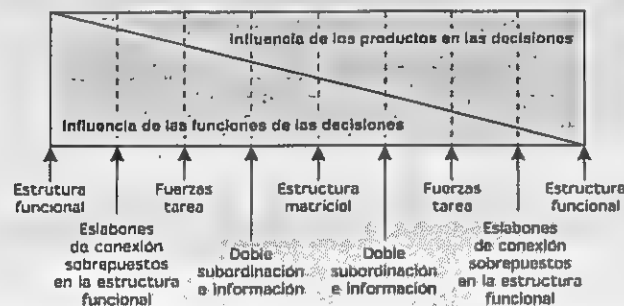 Influencia de los productos en las decisiones
Influencia de las funciones de las decisiones
Estrutura
funcional
Eslabones
de conexión
sobrepuestos
en la estructura
funcional
Fuerzas
tarea
Doble
subordinación
e información
Estructura
matricial
Doble
subordinación
e información
Fuerzas
tarea
Eslabones
de conexión
sobrepuestos
en la estructura
funcional
Estructura
funcional